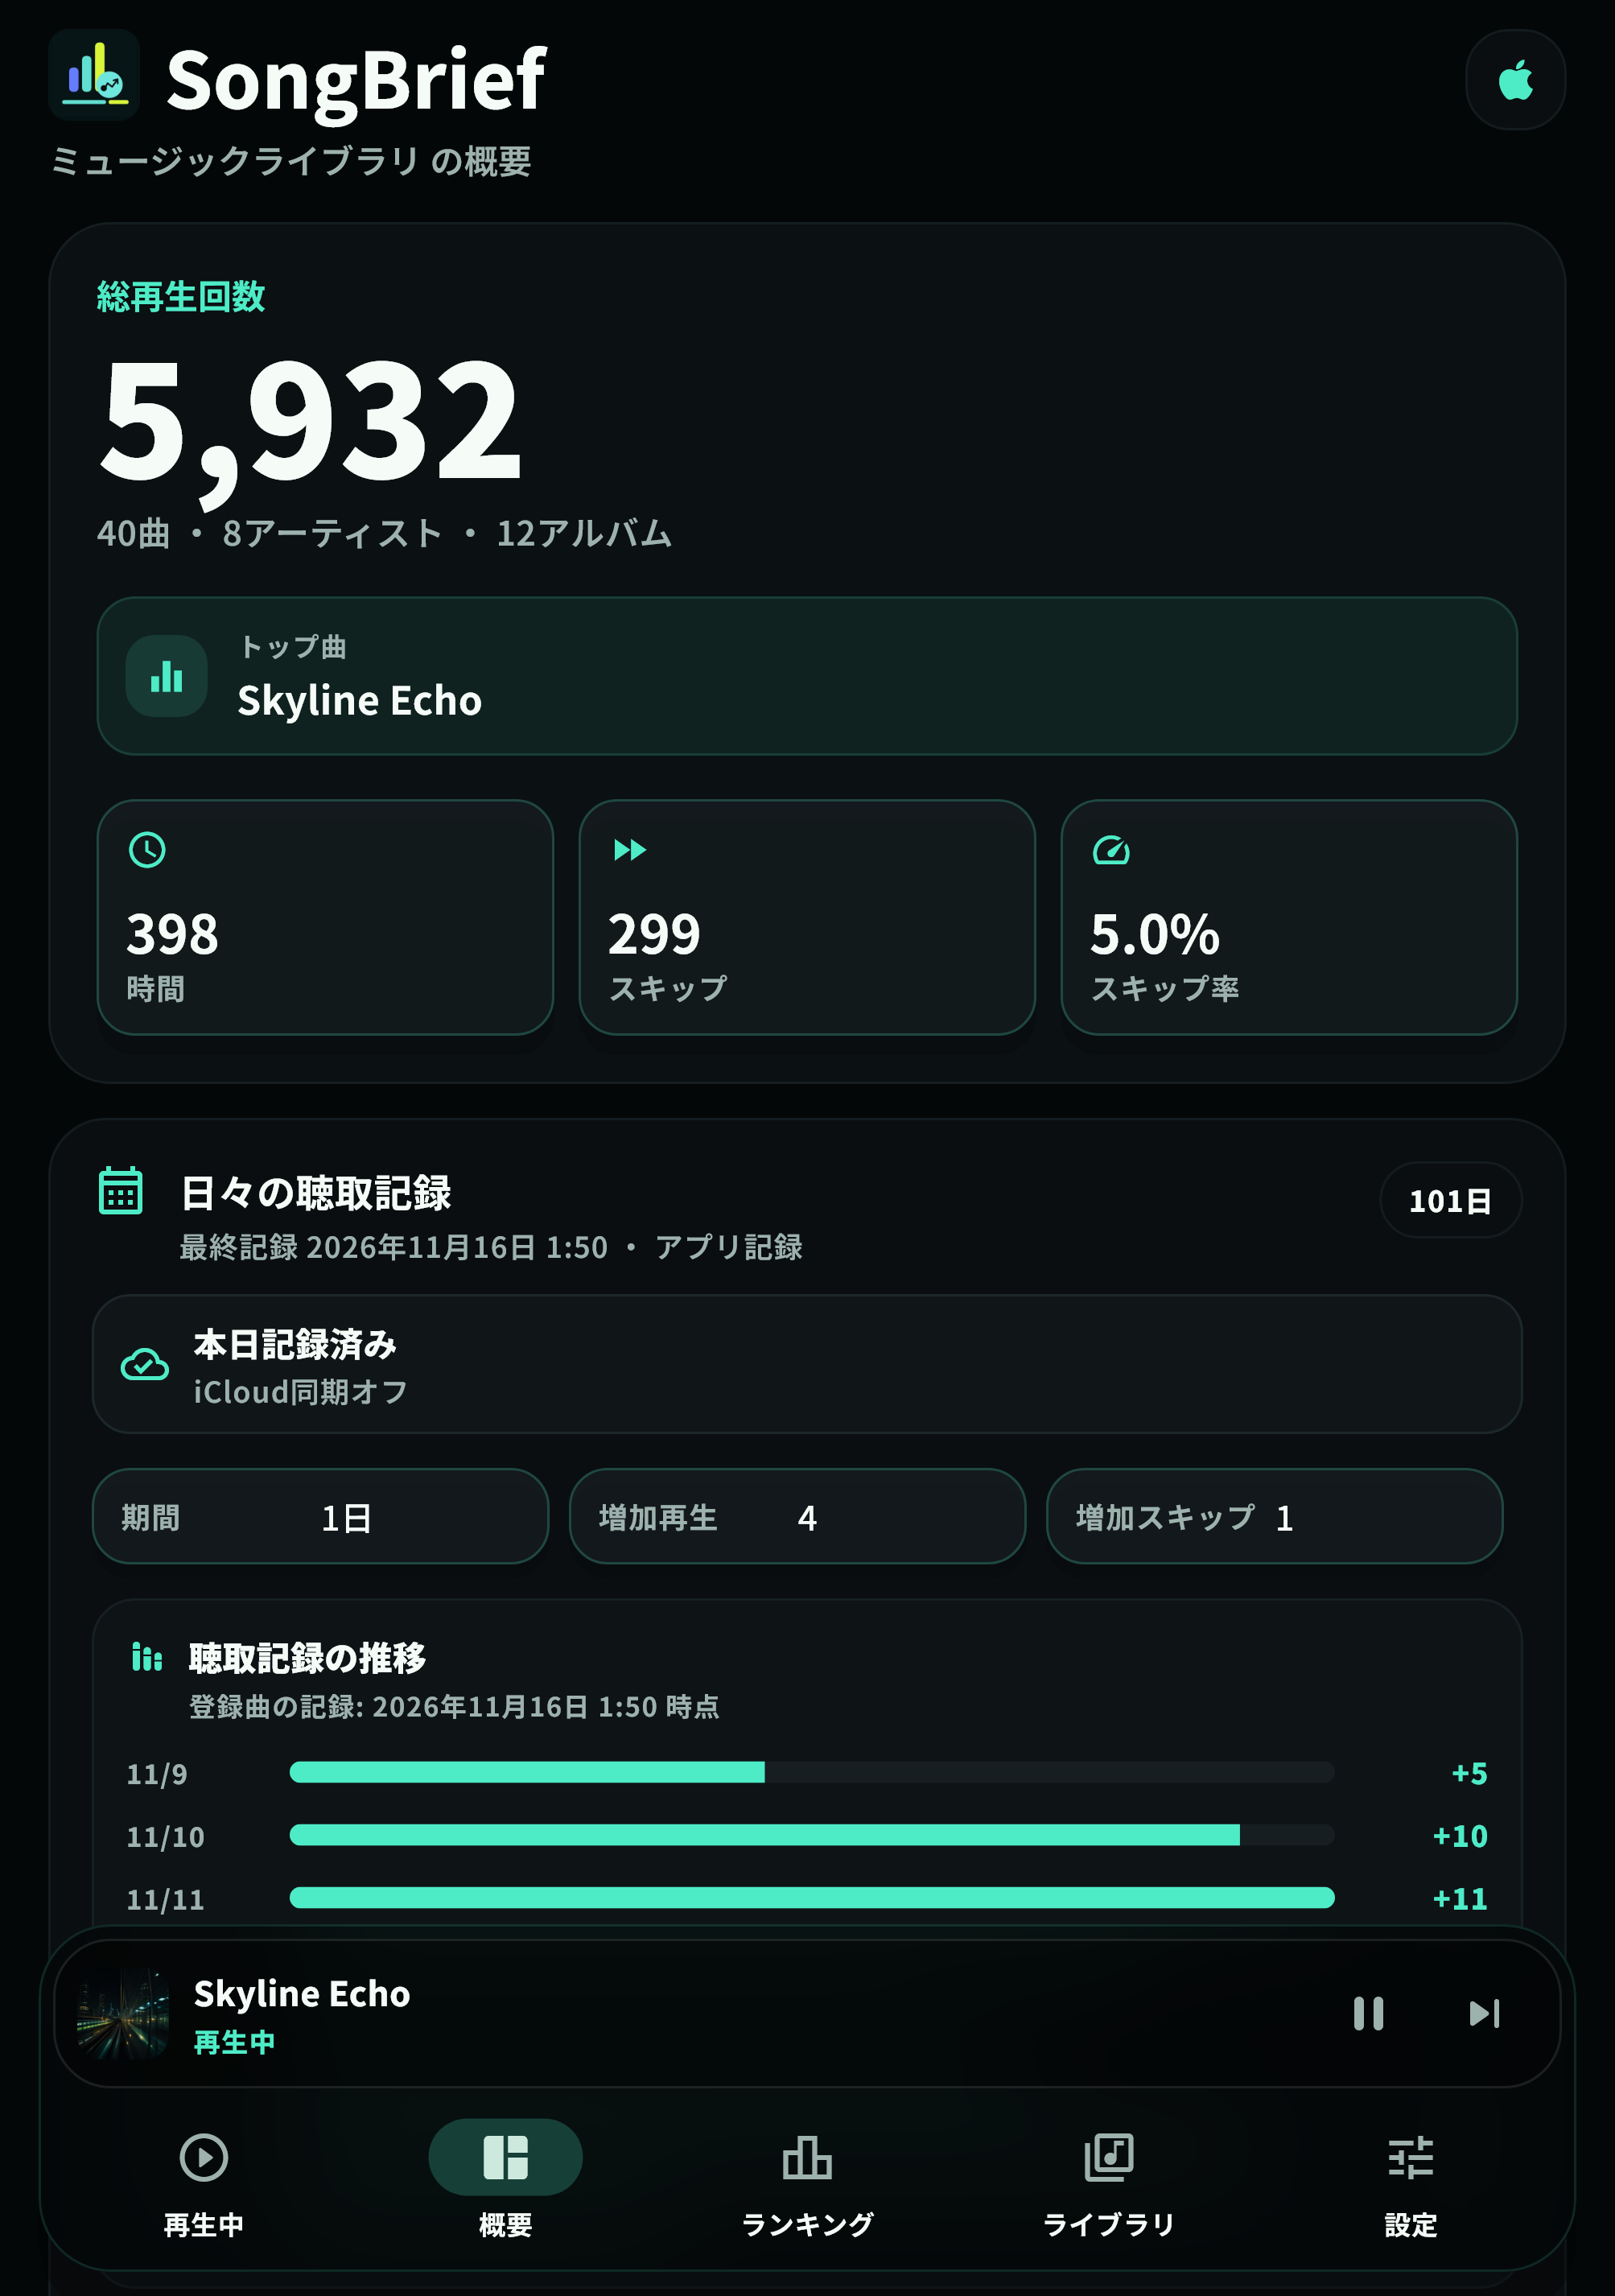 SongBrief
ミュージックライブラリ の概要
総再生回数
5,932
40曲 ・ 8アーティスト ・ 12アルバム
トップ曲
Skyline Echo
398
時間
299
スキップ
5.0%
スキップ率
日々の聴取記録
101日
最終記録 2026年11月16日 1:50 ・ アプリ記録
本日記録済み
iCloud同期オフ
期間 1日
増加再生 4
増加スキップ 1
聴取記録の推移
登録曲の記録: 2026年11月16日 1:50 時点
11/9 +5
11/10 +10
11/11 +11
Skyline Echo
再生中
再生中
概要
ランキング
ライブラリ
設定